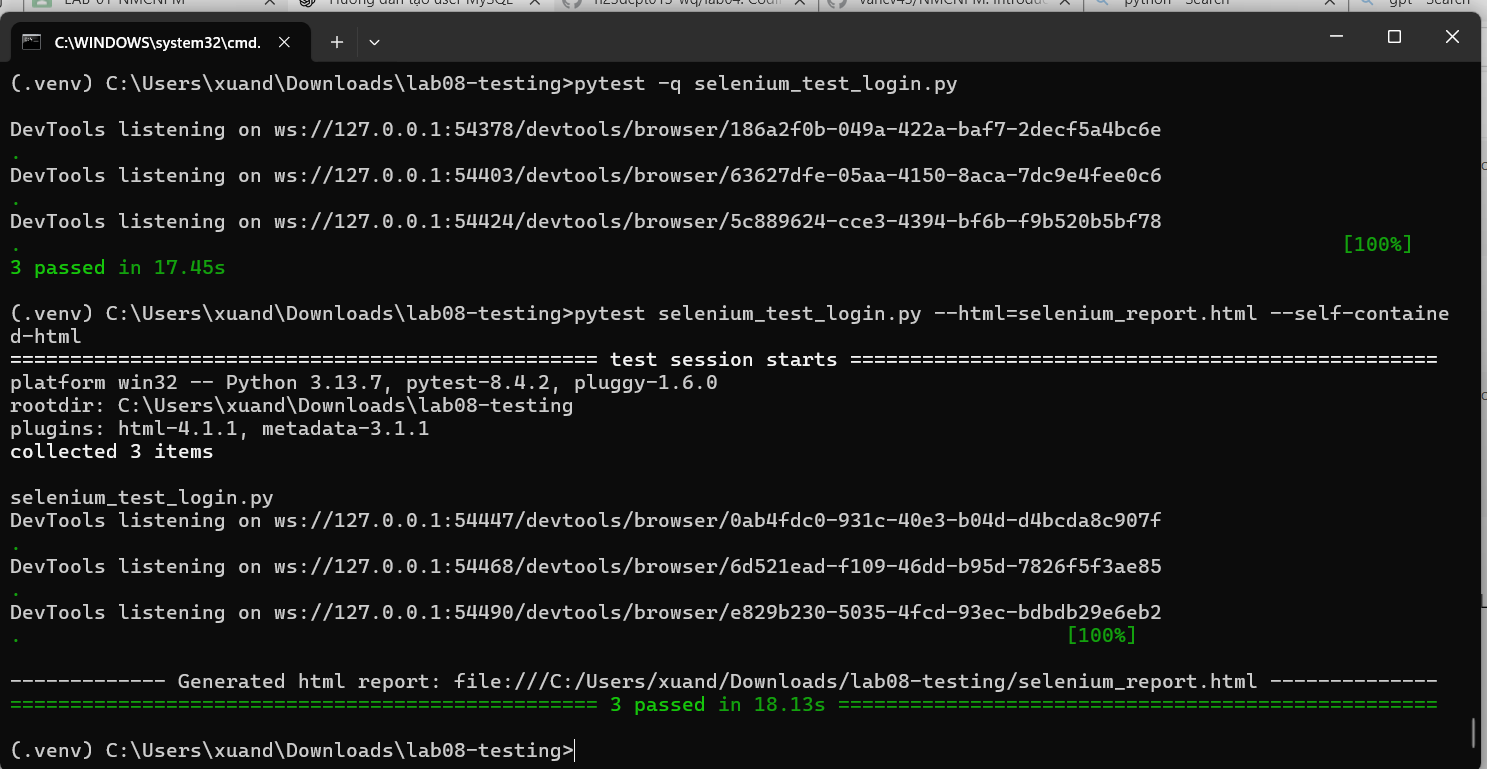 LAB-01-NMCNPM
Hướng dẫn tạo user MySQL
python - Search
gpt - Search
C:\WINDOWS\system32\cmd.
(.venv) C:\Users\xuand\Downloads\lab08-testing>pytest -q selenium_test_login.py
DevTools listening on ws://127.0.0.1:54378/devtools/browser/186a2f0b-049a-422a-baf7-2decf5a4bc6e
.
DevTools listening on ws://127.0.0.1:54403/devtools/browser/63627dfe-05aa-4150-8aca-7dc9e4fee0c6
.
DevTools listening on ws://127.0.0.1:54424/devtools/browser/5c889624-cce3-4394-bf6b-f9b520b5bf78
. [100%]
3 passed in 17.45s
(.venv) C:\Users\xuand\Downloads\lab08-testing>pytest selenium_test_login.py --html=selenium_report.html --self-containe
d-html
================================================= test session starts =================================================
platform win32 -- Python 3.13.7, pytest-8.4.2, pluggy-1.6.0
rootdir: C:\Users\xuand\Downloads\lab08-testing
plugins: html-4.1.1, metadata-3.1.1
collected 3 items
selenium_test_login.py
DevTools listening on ws://127.0.0.1:54447/devtools/browser/0ab4fdc0-931c-40e3-b04d-d4bcda8c907f
.
DevTools listening on ws://127.0.0.1:54468/devtools/browser/6d521ead-f109-46dd-b95d-7826f5f3ae85
.
DevTools listening on ws://127.0.0.1:54490/devtools/browser/e829b230-5035-4fcd-93ec-bdbdb29e6eb2
. [100%]
------------- Generated html report: file:///C:/Users/xuand/Downloads/lab08-testing/selenium_report.html --------------
================================================= 3 passed in 18.13s ==================================================
(.venv) C:\Users\xuand\Downloads\lab08-testing>